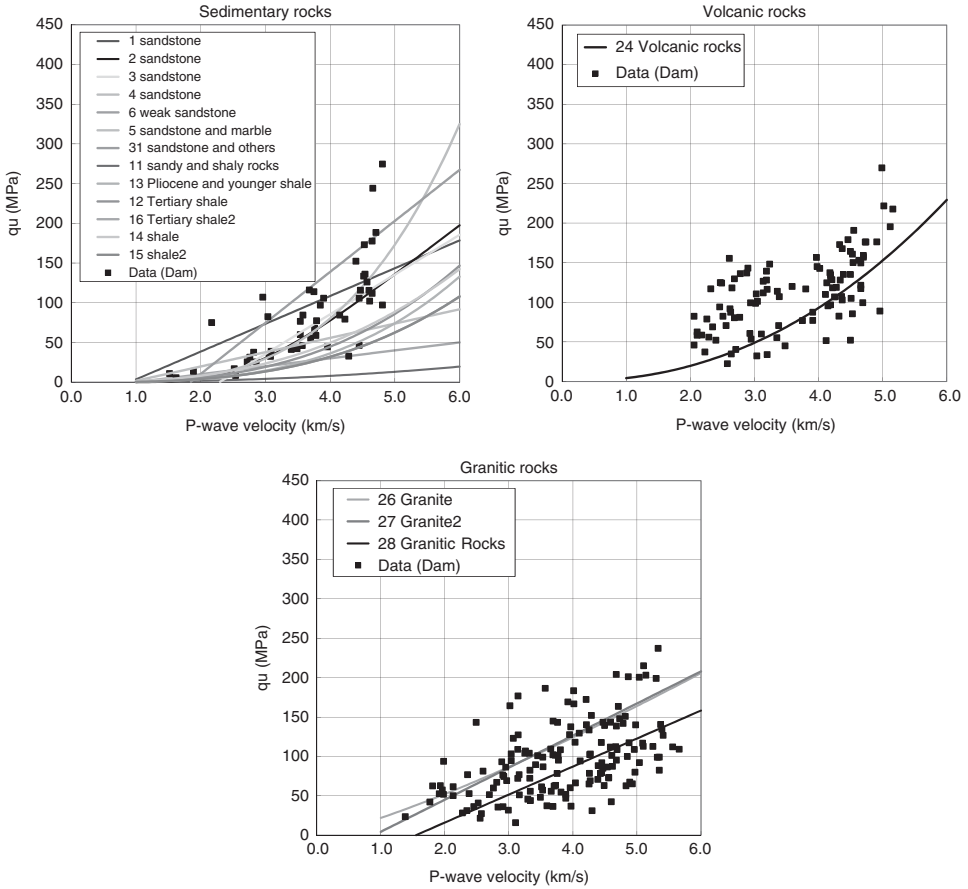 Sedimentary rocks
450
400
350
300
250
200
150
100
50
0
qu (MPa)
1 sandstone
2 sandstone
3 sandstone
4 sandstone
6 weak sandstone
5 sandstone and marble
31 sandstone and others
11 sandy and shaly rocks
13 Pliocene and younger shale
12 Tertiary shale
16 Tertiary shale2
14 shale
15 shale2
Data (Dam)
0.0 1.0 2.0 3.0 4.0 5.0 6.0
P-wave velocity (km/s)
Volcanic rocks
450
400
350
300
250
200
150
100
50
0
qu (MPa)
24 Volcanic rocks
Data (Dam)
0.0 1.0 2.0 3.0 4.0 5.0 6.0
P-wave velocity (km/s)
Granitic rocks
450
400
350
300
250
200
150
100
50
0
qu (MPa)
26 Granite
27 Granite2
28 Granitic Rocks
Data (Dam)
0.0 1.0 2.0 3.0 4.0 5.0 6.0
P-wave velocity (km/s)